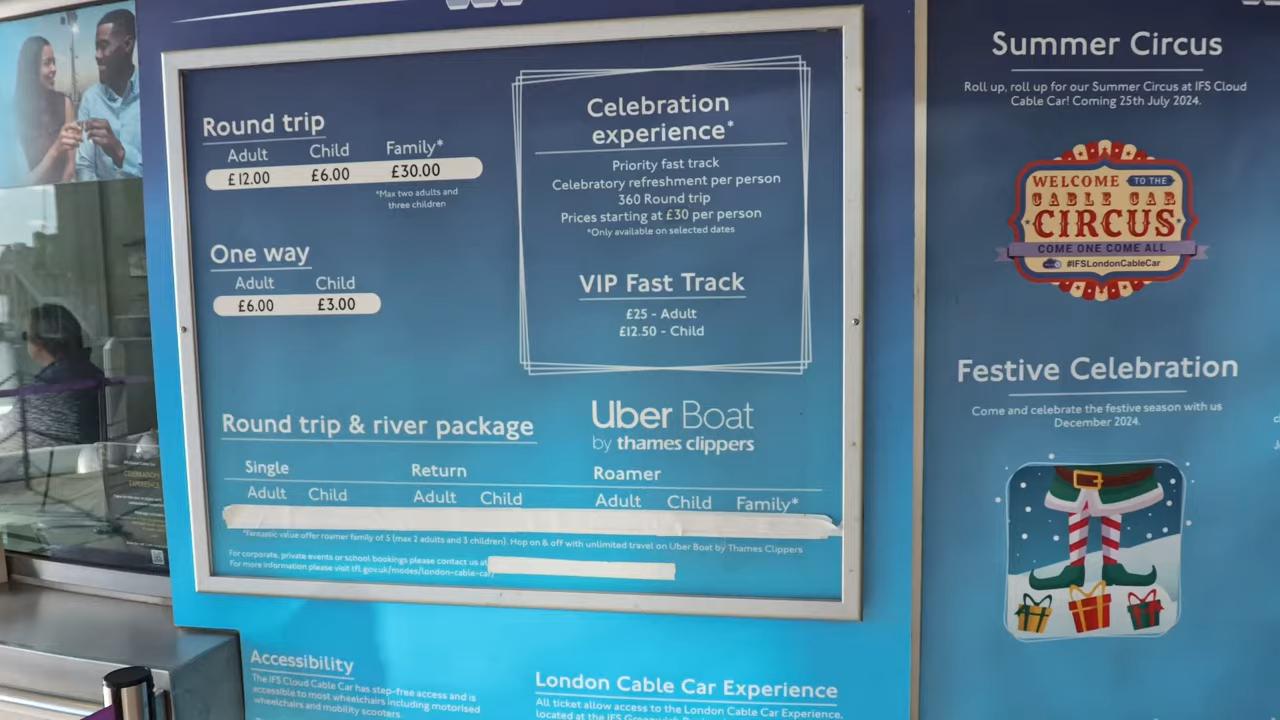 Round trip
Adult Child Family*
£12.00 £6.00 £30.00
*Max two adults and
three children
One way
Adult Child
£6.00 £3.00
Celebration
experience*
Priority fast track
Celebratory refreshment per person
360 Round trip
Prices starting at £30 per person
*Only available on selected dates
VIP Fast Track
£25 - Adult
£12.50 - Child
Round trip & river package
Uber Boat
by thames clippers
Single Return Roamer
Adult Child Adult Child Adult Child Family*
*Fantastic value offer roamer family of 5 (max 2 adults and 3 children). Hop on & off with unlimited travel on Uber Boat by Thames Clippers
For corporate, private events or school bookings please contact us at
For more information please visit tfl.gov.uk/modes/london-cable-car/
Accessibility
The IFS Cloud Cable Car has step-free access and is
accessible to most wheelchairs including motorised
wheelchairs and mobility scooters.
London Cable Car Experience
All ticket allow access to the London Cable Car Experience,
located at the IFS Greenwich
Summer Circus
Roll up, roll up for our Summer Circus at IFS Cloud
Cable Car! Coming 25th July 2024.
WELCOME TO THE
CABLE CAR
CIRCUS
COME ONE COME ALL
#IFSLondonCableCar
Festive Celebration
Come and celebrate the festive season with us
December 2024.